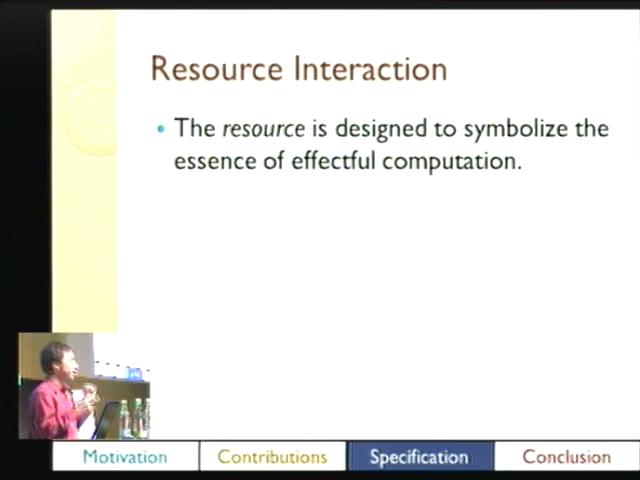 Resource Interaction
• The resource is designed to symbolize the
essence of effectful computation.
Motivation
Contributions
Specification
Conclusion